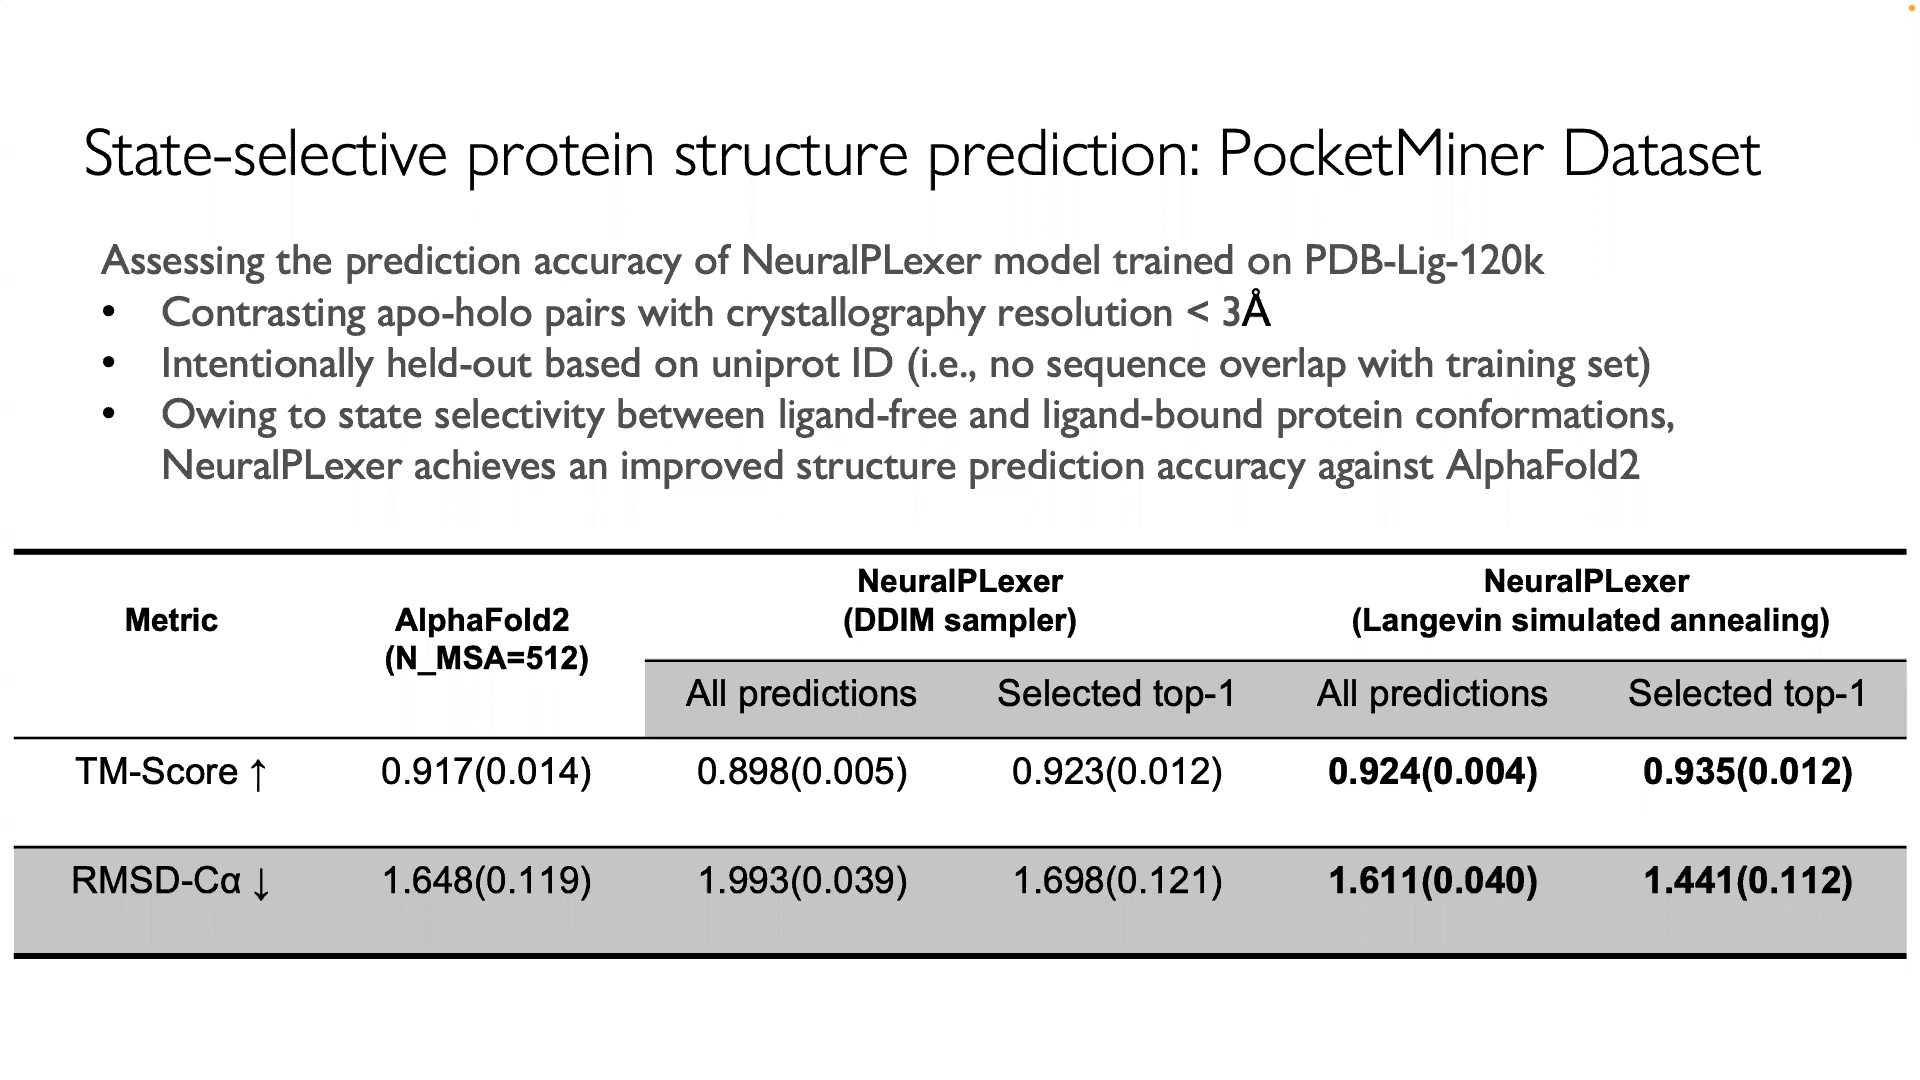 State-selective protein structure prediction: PocketMiner Dataset
Assessing the prediction accuracy of NeuralPLexer model trained on PDB-Lig-120k
• Contrasting apo-holo pairs with crystallography resolution < 3Å
• Intentionally held-out based on uniprot ID (i.e., no sequence overlap with training set)
• Owing to state selectivity between ligand-free and ligand-bound protein conformations,
NeuralPLexer achieves an improved structure prediction accuracy against AlphaFold2
NeuralPLexer NeuralPLexer
Metric AlphaFold2 (DDIM sampler) (Langevin simulated annealing)
(N_MSA=512)
All predictions Selected top-1 All predictions Selected top-1
TM-Score ↑ 0.917(0.014) 0.898(0.005) 0.923(0.012) 0.924(0.004) 0.935(0.012)
RMSD-Cα ↓ 1.648(0.119) 1.993(0.039) 1.698(0.121) 1.611(0.040) 1.441(0.112)